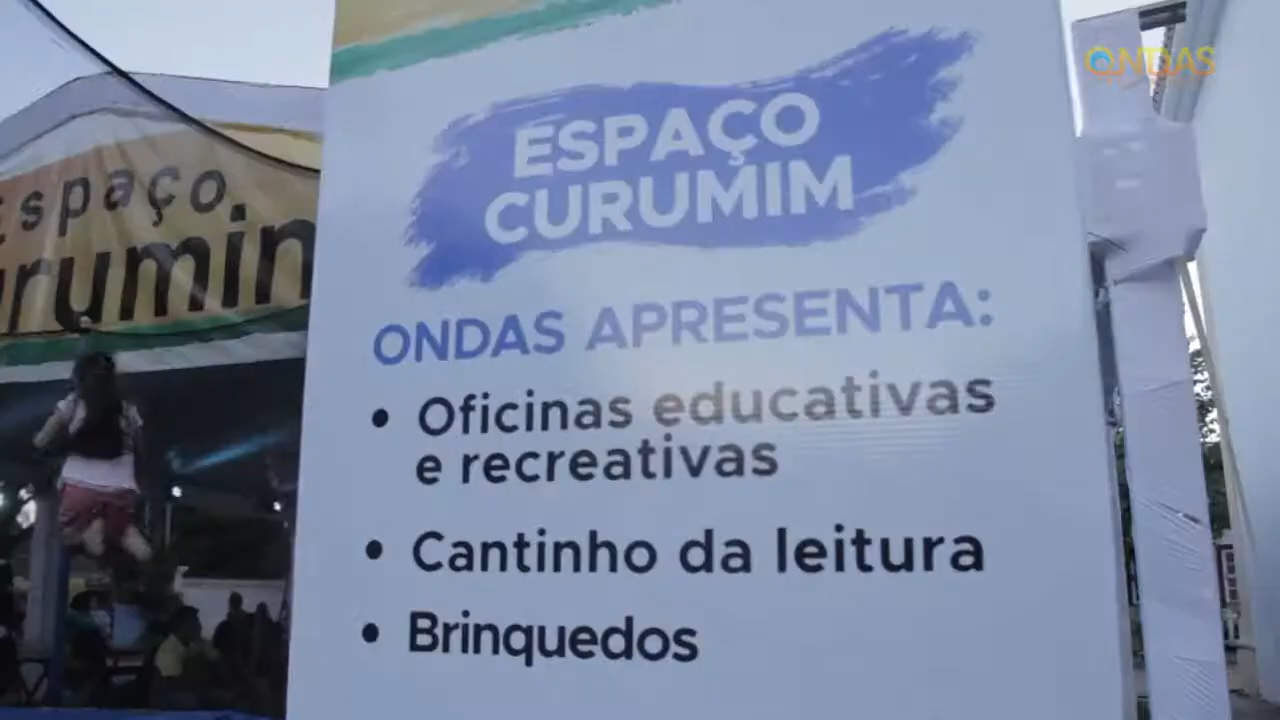 ONDAS
ESPAÇO
CURUMIM
Espaço
urumin
ONDAS APRESENTA:
• Oficinas educativas
e recreativas
• Cantinho da leitura
• Brinquedos